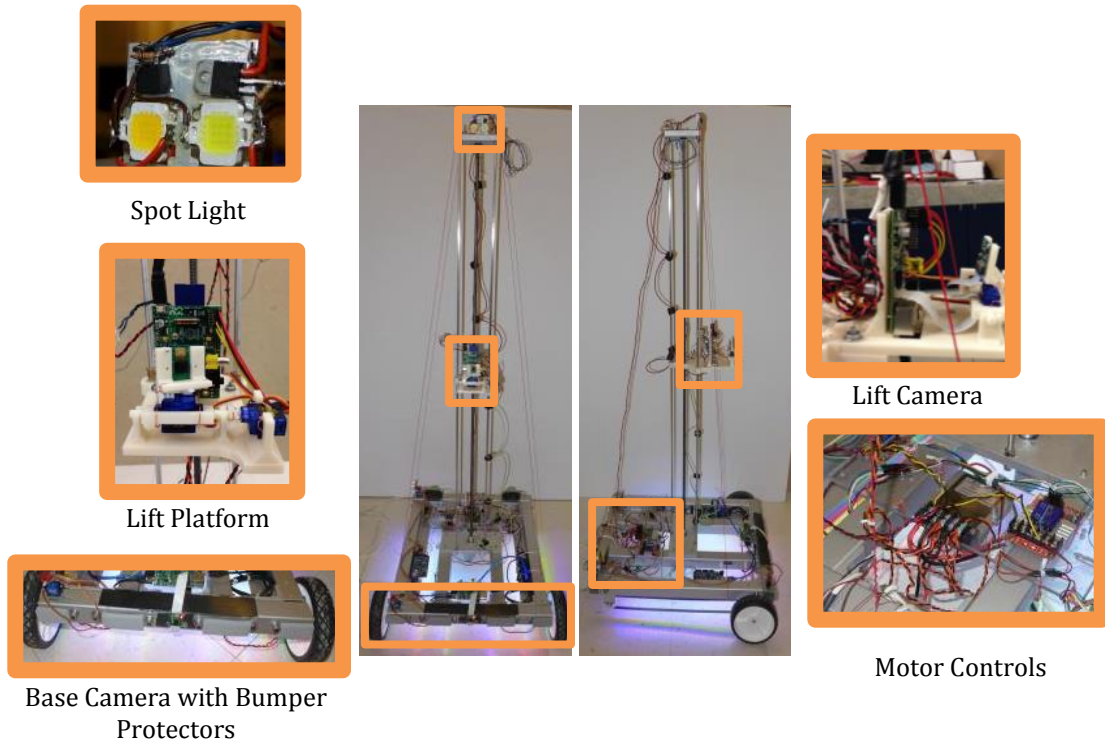 Spot Light
Lift Platform
Base Camera with Bumper
Protectors
Lift Camera
Motor Controls